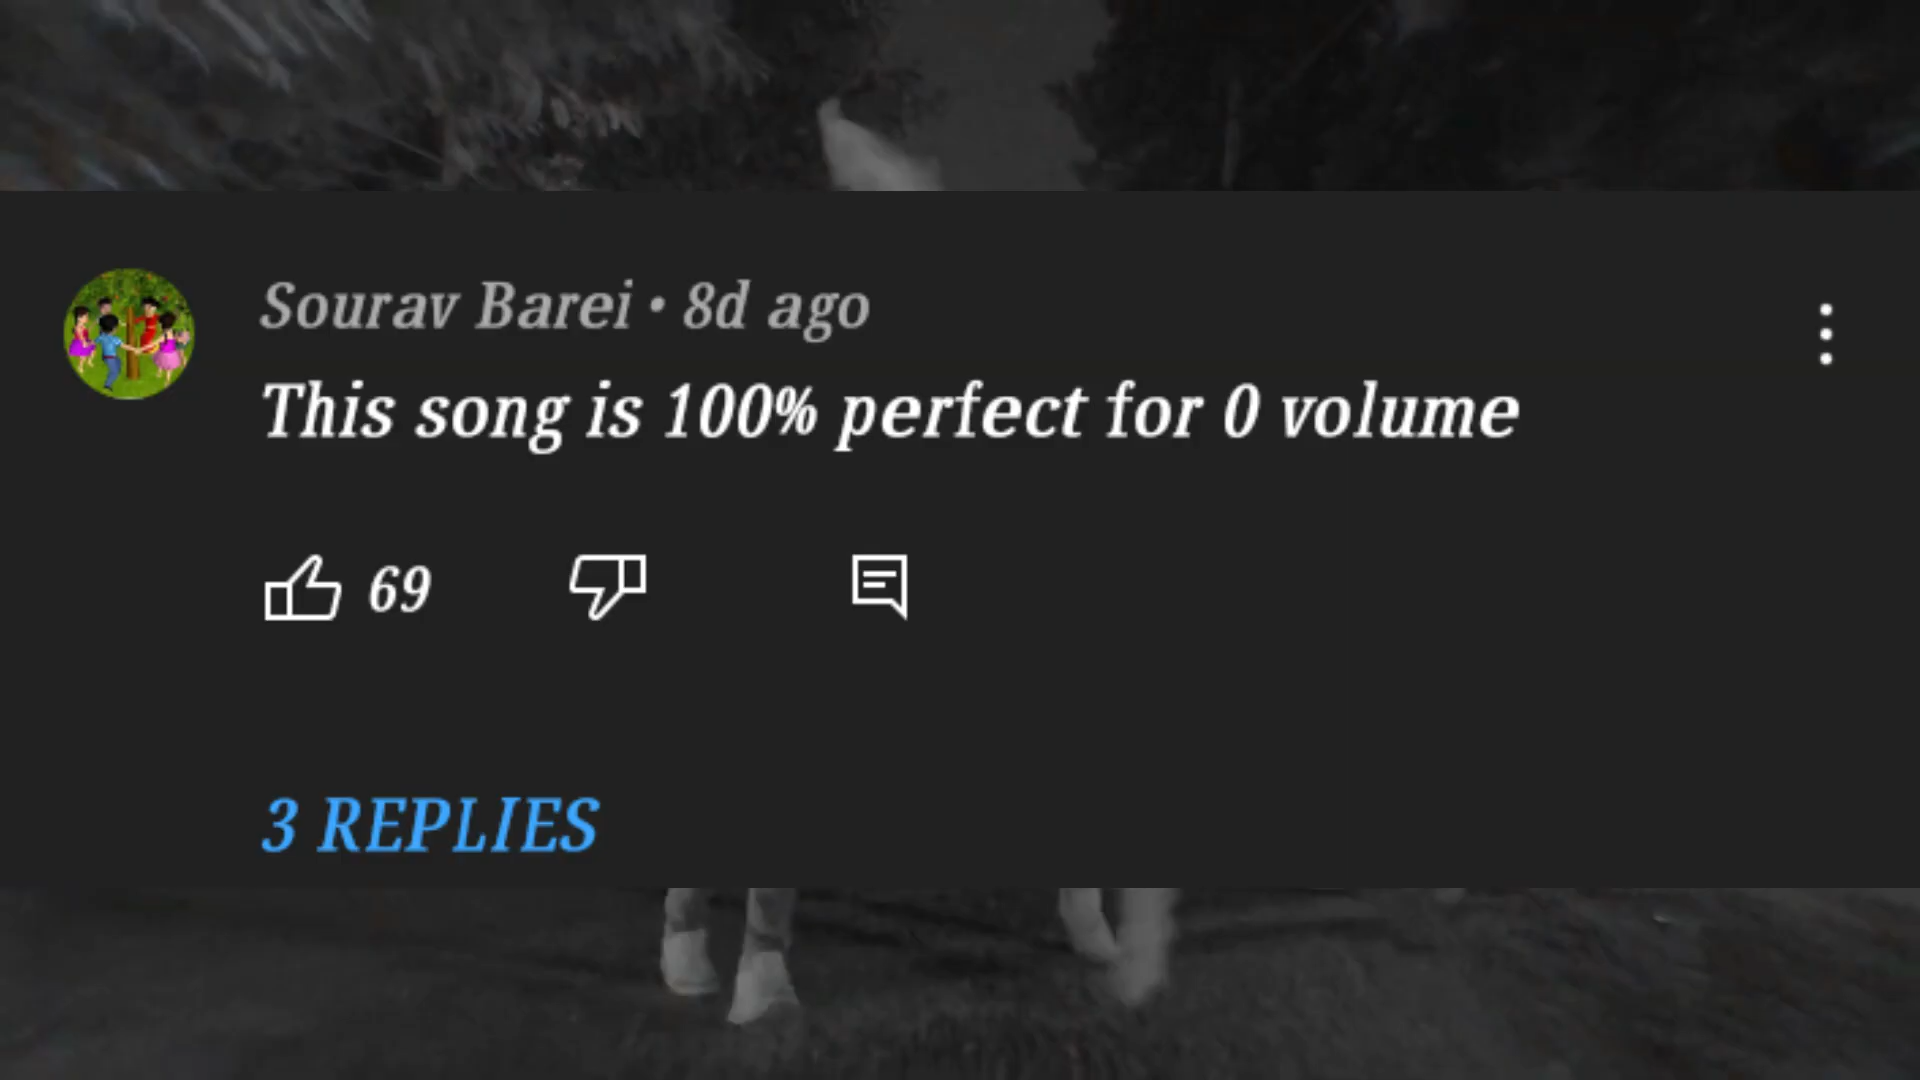 Sourav Barei • 8d ago
This song is 100% perfect for 0 volume
69
3 REPLIES